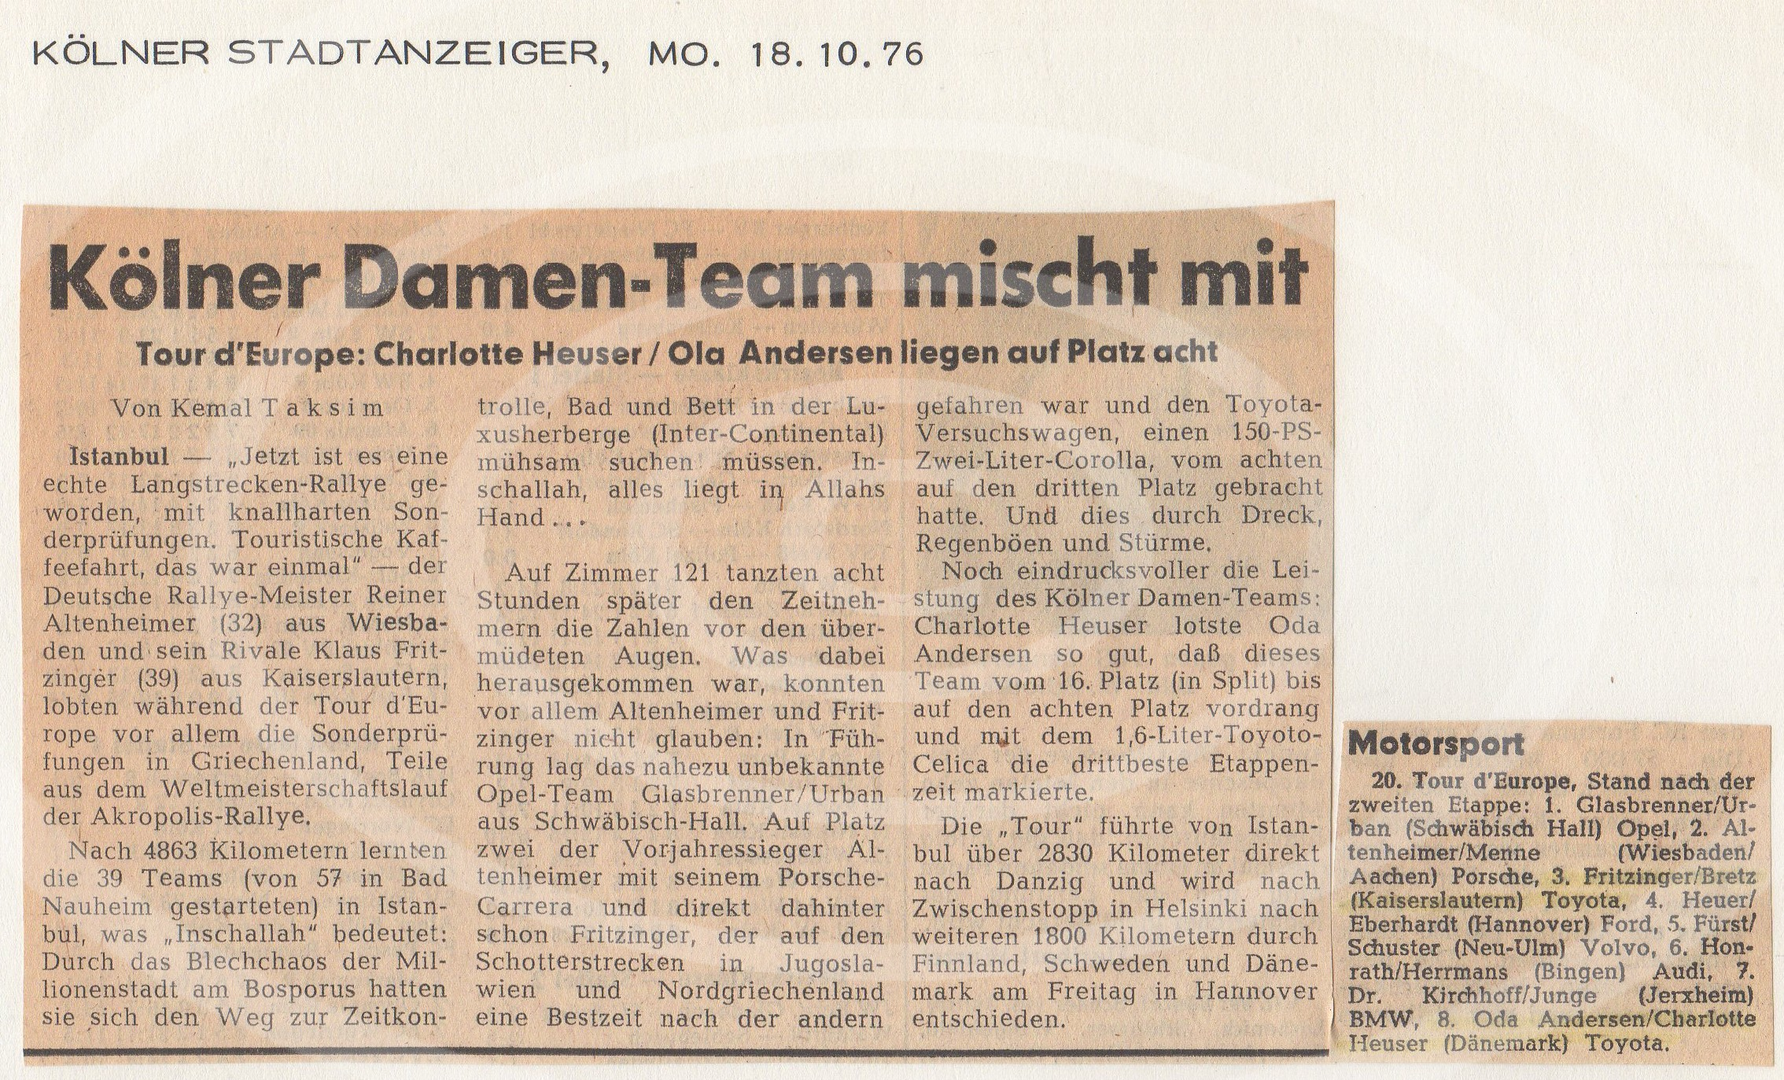 KÖLNER STADTANZEIGER, MO. 18.10.76
Kölner Damen-Team mischt mit
Tour d'Europe: Charlotte Heuser / Ola Andersen liegen auf Platz acht
Von Kemal Taksim
Istanbul — „Jetzt ist es eine
echte Langstrecken-Rallye ge-
worden, mit knallharten Son-
derprüfungen. Touristische Kaf-
feefahrt, das war einmal“ — der
Deutsche Rallye-Meister Reiner
Altenheimer (32) aus Wiesba-
den und sein Rivale Klaus Frit-
zinger (39) aus Kaiserslautern,
lobten während der Tour d'Eu-
rope vor allem die Sonderprü-
fungen in Griechenland, Teile
aus dem Weltmeisterschaftslauf
der Akropolis-Rallye.
Nach 4863 Kilometern lernten
die 39 Teams (von 57 in Bad
Nauheim gestarteten) in Istan-
bul, was „Inschallah“ bedeutet:
Durch das Blechchaos der Mil-
lionenstadt am Bosporus hatten
sie sich den Weg zur Zeitkon-
trolle, Bad und Bett in der Lu-
xusherberge (Inter-Continental)
mühsam suchen müssen. In-
schallah, alles liegt in Allahs
Hand ...
Auf Zimmer 121 tanzten acht
Stunden später den Zeitneh-
mern die Zahlen vor den über-
müdeten Augen. Was dabei
herausgekommen war, konnten
vor allem Altenheimer und Frit-
zinger nicht glauben: In Füh-
rung lag das nahezu unbekannte
Opel-Team Glasbrenner/Urban
aus Schwäbisch-Hall. Auf Platz
zwei der Vorjahressieger Al-
tenheimer mit seinem Porsche-
Carrera und direkt dahinter
schon Fritzinger, der auf den
Schotterstrecken in Jugosla-
wien und Nordgriechenland
eine Bestzeit nach der andern
gefahren war und den Toyota-
Versuchswagen, einen 150-PS-
Zwei-Liter-Corolla, vom achten
auf den dritten Platz gebracht
hatte. Und dies durch Dreck,
Regenböen und Stürme.
Noch eindrucksvoller die Lei-
stung des Kölner Damen-Teams:
Charlotte Heuser lotste Oda
Andersen so gut, daß dieses
Team vom 16. Platz (in Split) bis
auf den achten Platz vordrang
und mit dem 1,6-Liter-Toyoto-
Celica die drittbeste Etappen-
zeit markierte.
Die „Tour“ führte von Istan-
bul über 2830 Kilometer direkt
nach Danzig und wird nach
Zwischenstopp in Helsinki nach
weiteren 1800 Kilometern durch
Finnland, Schweden und Däne-
mark am Freitag in Hannover
entschieden.
Motorsport
20. Tour d'Europe, Stand nach der
zweiten Etappe: 1. Glasbrenner/Ur-
ban (Schwäbisch Hall) Opel, 2. Al-
tenheimer/Menne (Wiesbaden/
Aachen) Porsche, 3. Fritzinger/Bretz
(Kaiserslautern) Toyota, 4. Heuer/
Eberhardt (Hannover) Ford, 5. Fürst/
Schuster (Neu-Ulm) Volvo, 6. Hon-
rath/Herrmans (Bingen) Audi, 7.
Dr. Kirchhoff/Junge (Jerxheim)
BMW, 8. Oda Andersen/Charlotte
Heuser (Dänemark) Toyota.